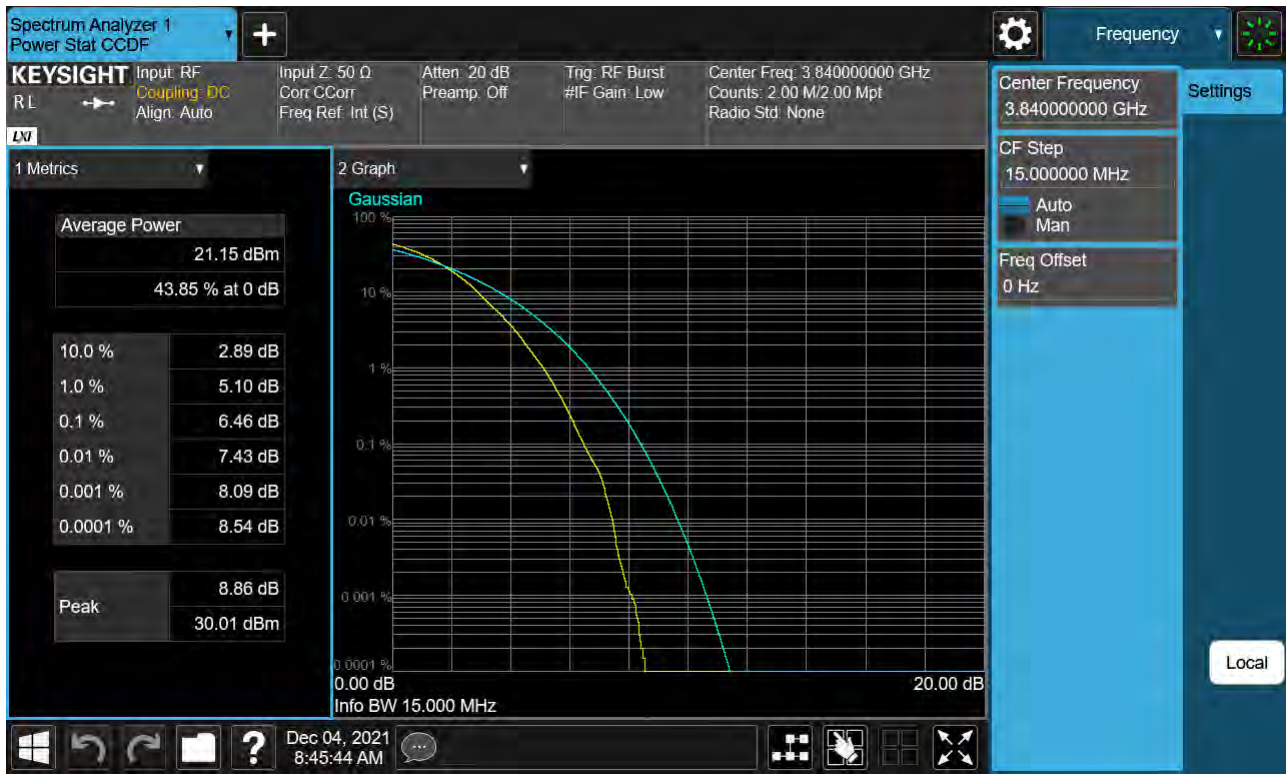 Spectrum Analyzer 1
Power Stat CCDF
Frequency
KEYSIGHT
R L
LXI
Input: RF
Coupling: DC
Align: Auto
Input Z: 50 Ω
Corr CCorr
Freq Ref: Int (S)
Atten: 20 dB
Preamp: Off
Trig: RF Burst
#IF Gain: Low
Center Freq: 3.840000000 GHz
Counts: 2.00 M/2.00 Mpt
Radio Std: None
Center Frequency
3.840000000 GHz
Settings
CF Step
15.000000 MHz
Auto
Man
Freq Offset
0 Hz
Local
1 Metrics
Average Power
21.15 dBm
43.85 % at 0 dB
10.0 % 2.89 dB
1.0 % 5.10 dB
0.1 % 6.46 dB
0.01 % 7.43 dB
0.001 % 8.09 dB
0.0001 % 8.54 dB
Peak
8.86 dB
30.01 dBm
2 Graph
Gaussian
100 %
10 %
1 %
0.1 %
0.01 %
0.001 %
0.0001 %
0.00 dB 20.00 dB
Info BW 15.000 MHz
?
Dec 04, 2021
8:45:44 AM